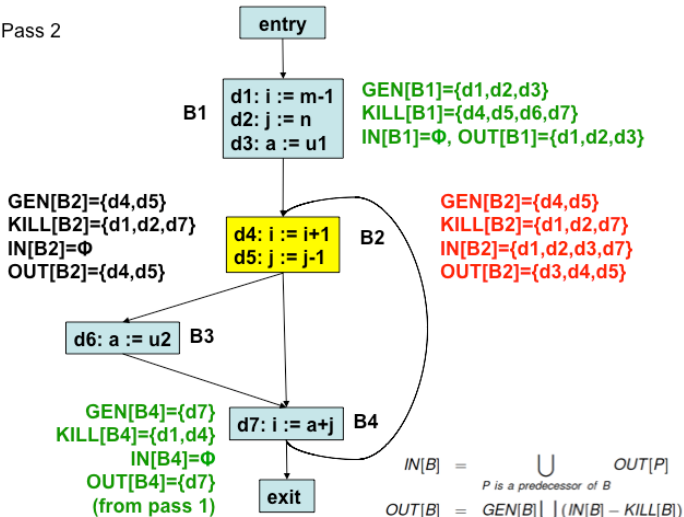 Pass 2
entry
B1
d1: i := m-1
d2: j := n
d3: a := u1
GEN[B1]={d1,d2,d3}
KILL[B1]={d4,d5,d6,d7}
IN[B1]=Φ, OUT[B1]={d1,d2,d3}
GEN[B2]={d4,d5}
KILL[B2]={d1,d2,d7}
IN[B2]=Φ
OUT[B2]={d4,d5}
d4: i := i+1
d5: j := j-1
B2
GEN[B2]={d4,d5}
KILL[B2]={d1,d2,d7}
IN[B2]={d1,d2,d3,d7}
OUT[B2]={d3,d4,d5}
d6: a := u2
B3
GEN[B4]={d7}
KILL[B4]={d1,d4}
IN[B4]=Φ
OUT[B4]={d7}
(from pass 1)
d7: i := a+j
B4
exit
IN[B] = ⋃ OUT[P]
P is a predecessor of B
OUT[B] = GEN[B] ⋃ (IN[B] − KILL[B])